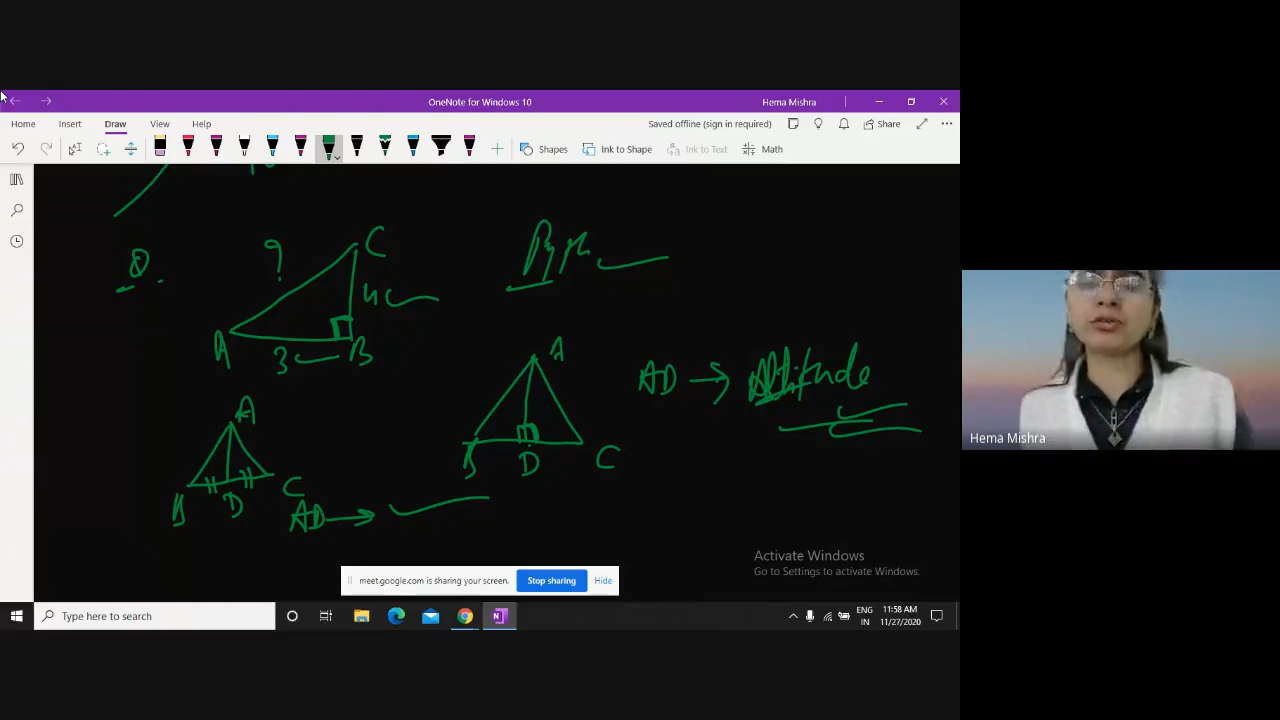 OneNote for Windows 10
Hema Mishra
Home Insert Draw View Help
Saved offline (sign in required)
Share
Shapes
Ink to Shape
Ink to Text
Math
Q.
?
C
4
A
3
B
Pyth
A
B
D
C
AD → Altitude
A
B
D
C
AD →
Hema Mishra
Activate Windows
Go to Settings to activate Windows.
meet.google.com is sharing your screen.
Stop sharing
Hide
Type here to search
ENG
IN
11:58 AM
11/27/2020